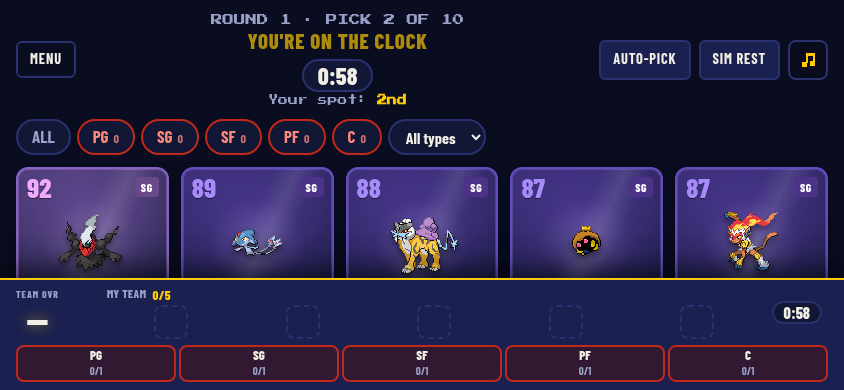 ROUND 1 · PICK 2 OF 10
MENU
YOU'RE ON THE CLOCK
0:58
Your spot: 2nd
AUTO-PICK
SIM REST
ALL
PG 0
SG 0
SF 0
PF 0
C 0
All types
92 SG
89 SG
88 SG
87 SG
87 SG
TEAM OVR
MY TEAM 0/5
0:58
PG
0/1
SG
0/1
SF
0/1
PF
0/1
C
0/1